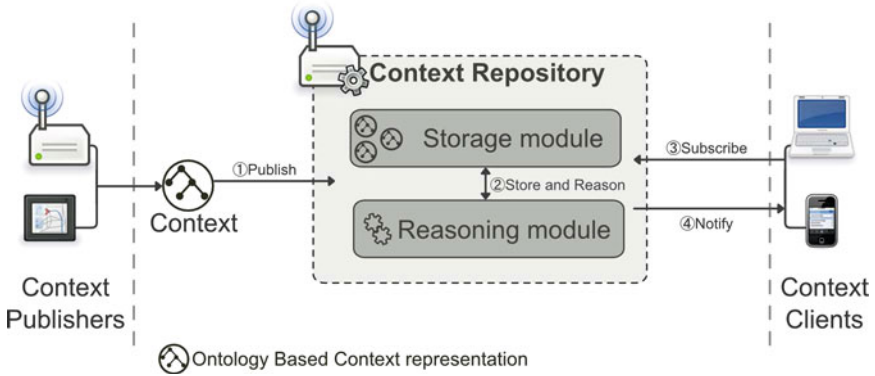 Context Repository
Storage module
①Publish
③Subscribe
②Store and Reason
Context
Reasoning module
④Notify
Context
Publishers
Context
Clients
Ontology Based Context representation